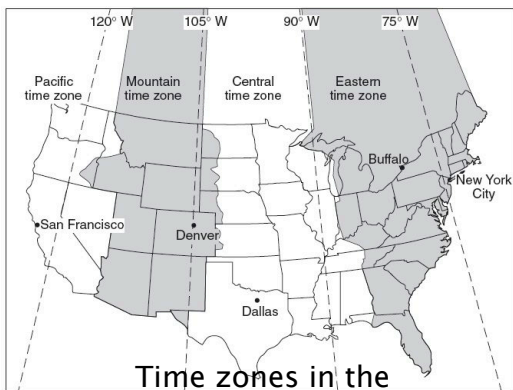 120° W 105° W 90° W 75° W
Pacific time zone
Mountain time zone
Central time zone
Eastern time zone
Buffalo
New York City
San Francisco
Denver
Dallas
Time zones in the